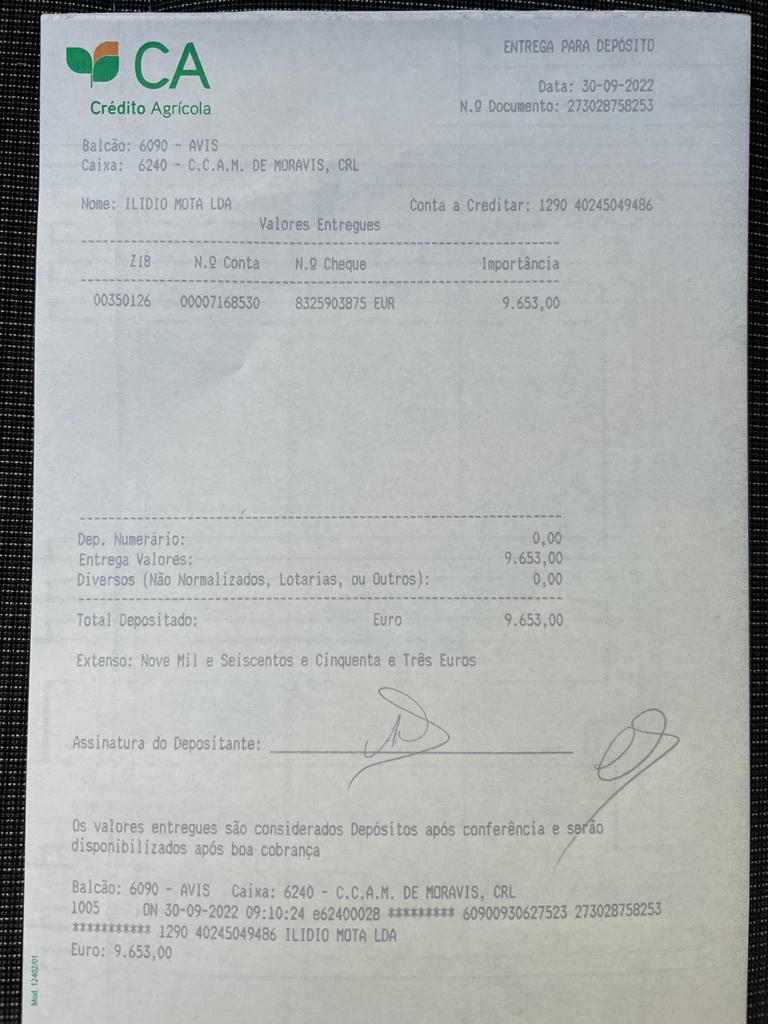 CA
Crédito Agrícola
ENTREGA PARA DEPÓSITO
Data: 30-09-2022
N.º Documento: 273028758253
Balcão: 6090 - AVIS
Caixa: 6240 - C.C.A.M. DE MORAVIS, CRL
Nome: ILIDIO MOTA LDA Conta a Creditar: 1290 40245049486
Valores Entregues
ZIB N.º Conta N.º Cheque Importância
00350126 00007168530 8325903875 EUR 9.653,00
Dep. Numerário: 0,00
Entrega Valores: 9.653,00
Diversos (Não Normalizados, Lotarias, ou Outros): 0,00
Total Depositado: Euro 9.653,00
Extenso: Nove Mil e Seiscentos e Cinquenta e Três Euros
Assinatura do Depositante:
Os valores entregues são considerados Depósitos após conferência e serão
disponibilizados após boa cobrança
Balcão: 6090 - AVIS Caixa: 6240 - C.C.A.M. DE MORAVIS, CRL
1005 ON 30-09-2022 09:10:24 e62400028 ********* 60900930627523 273028758253
*********** 1290 40245049486 ILIDIO MOTA LDA
Euro: 9.653,00
Mod. 12402/01